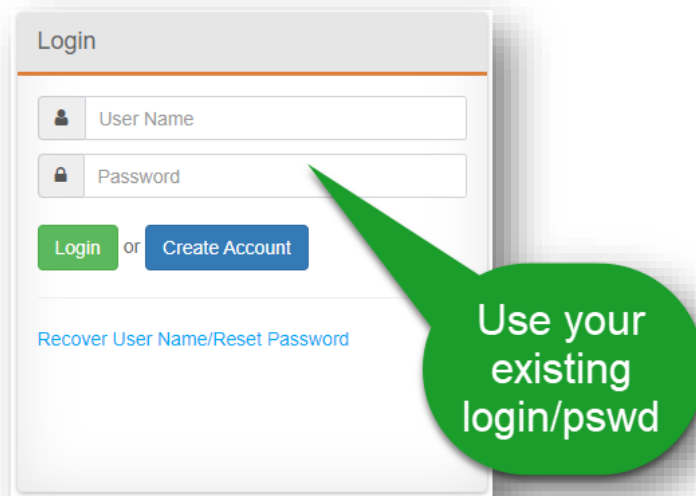 Login
User Name
Password
Login or Create Account
Recover User Name/Reset Password
Use your
existing
login/pswd